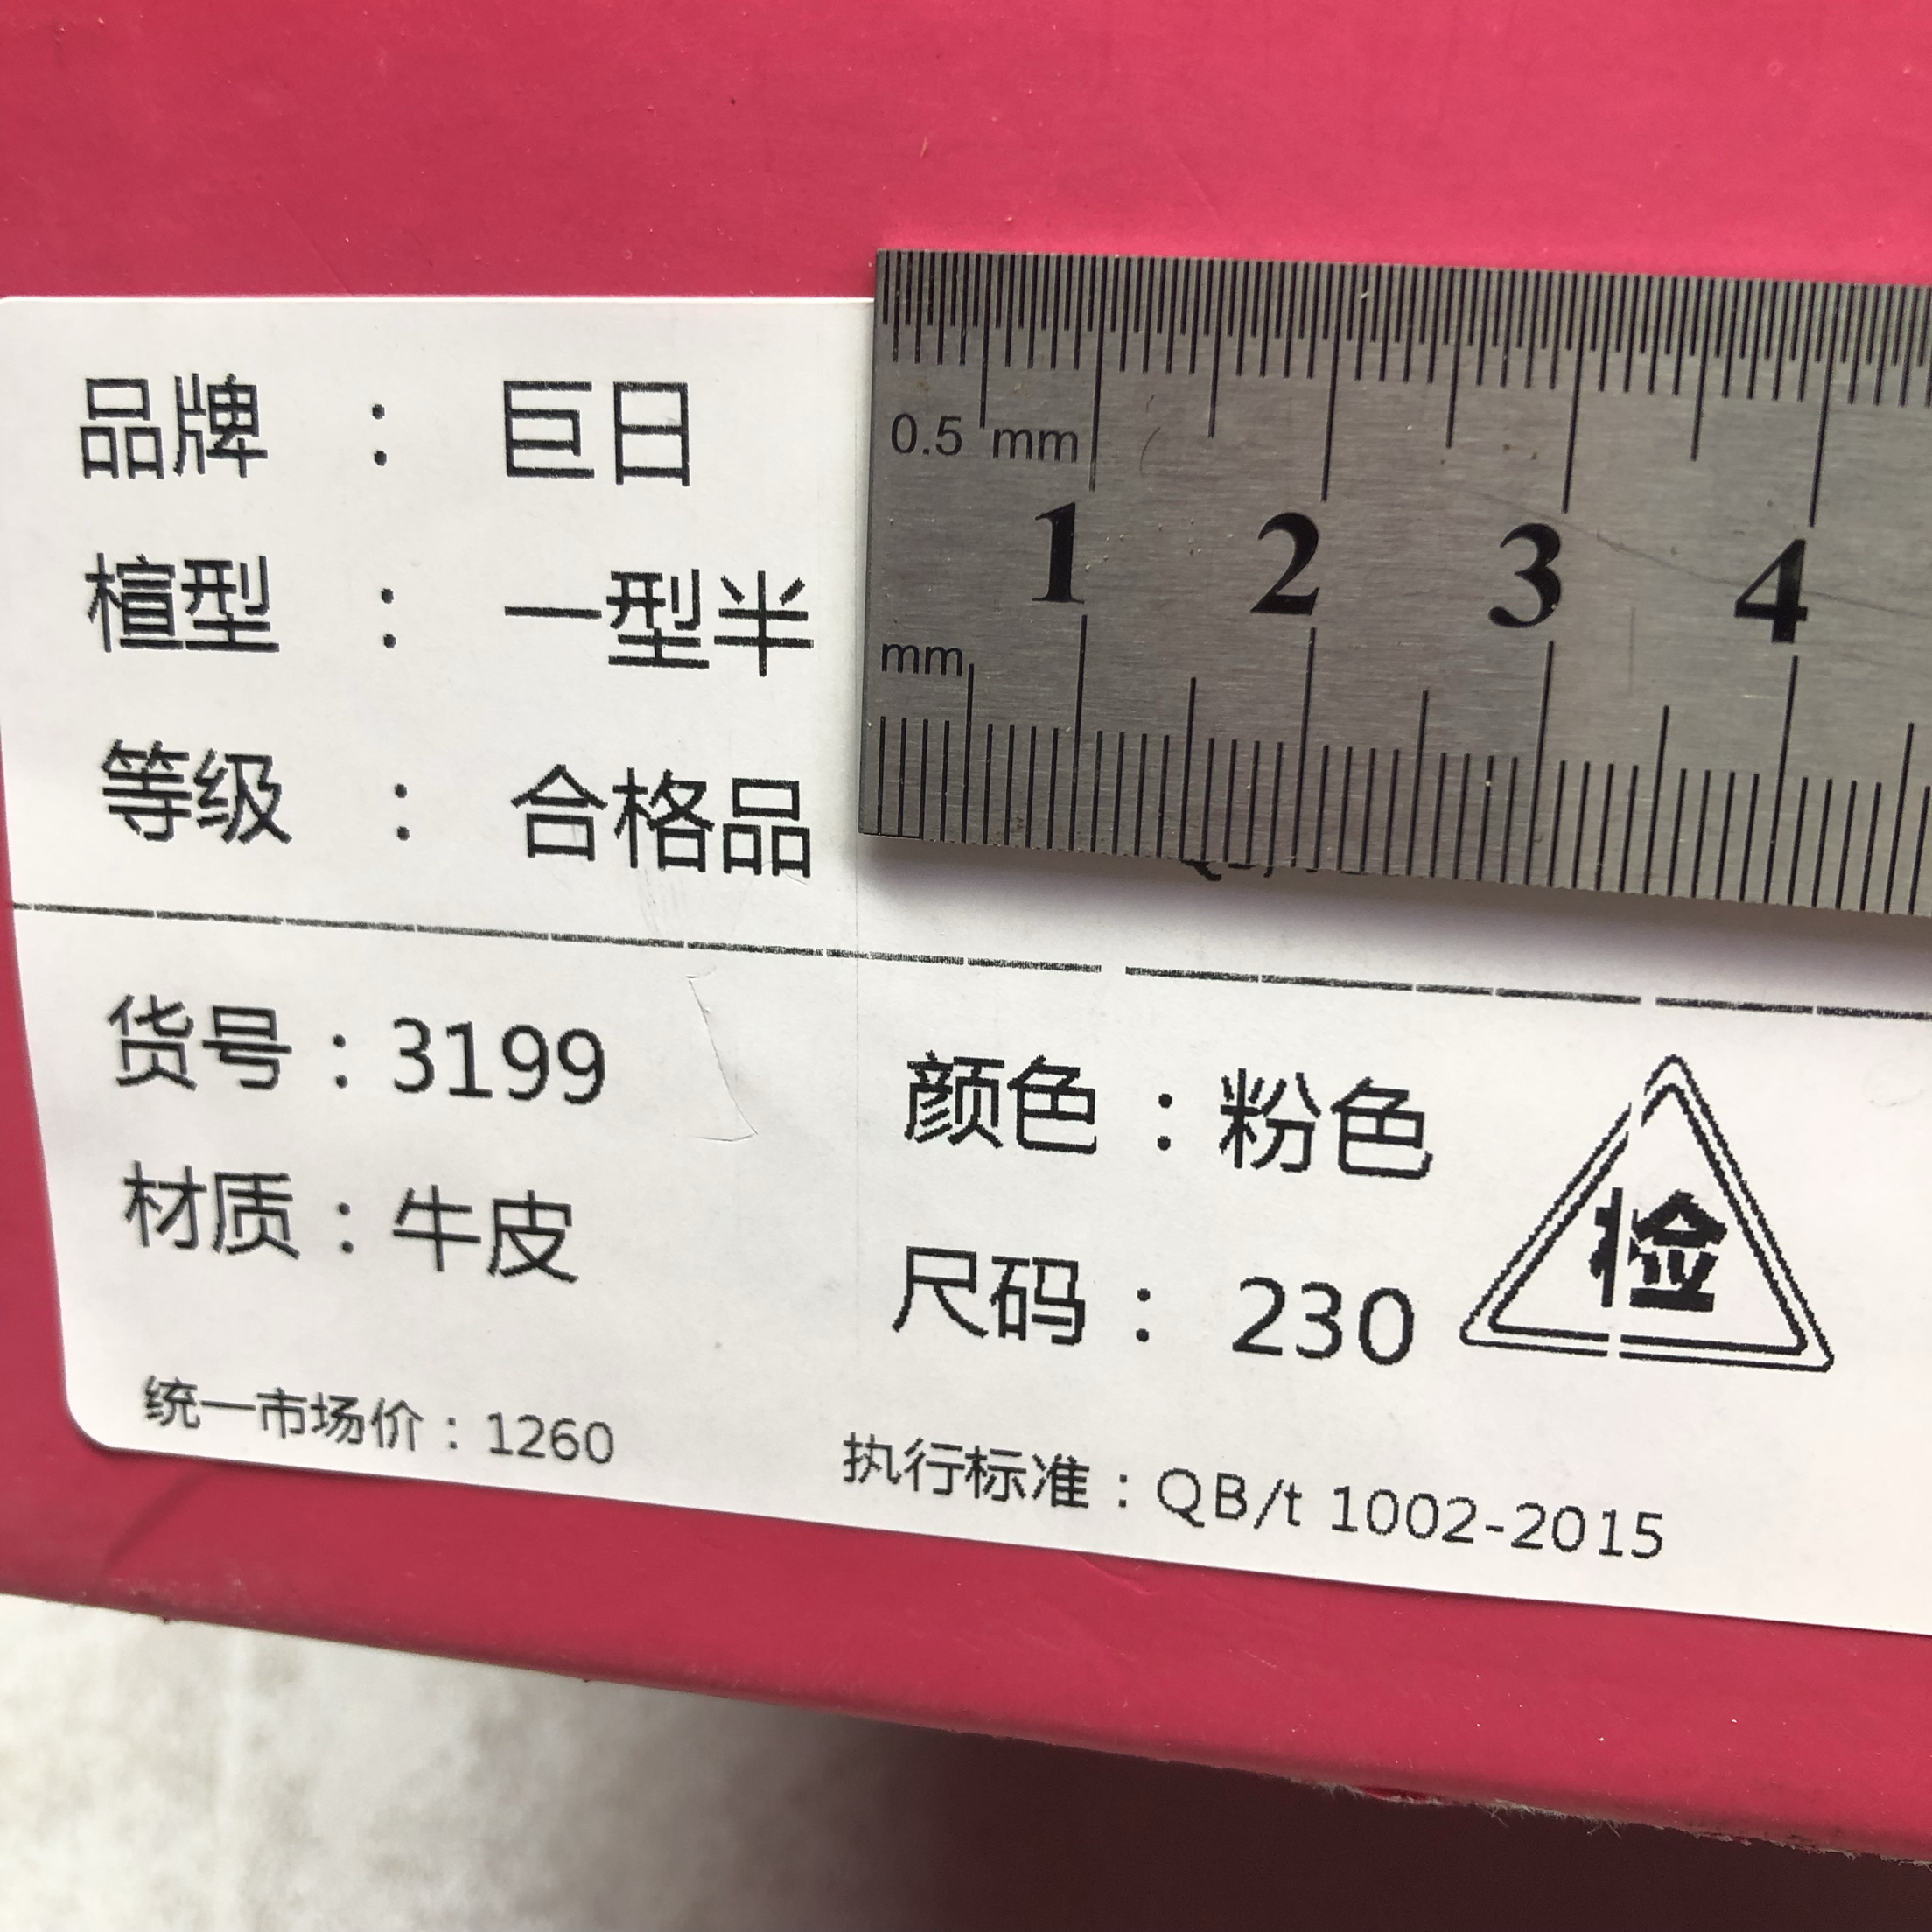 品牌 : 巨日
0.5 mm
楦型 : 一型半
1 2 3 4
mm
等级 : 合格品
货号 : 3199
颜色 : 粉色
材质 : 牛皮
尺码 : 230
检
统一市场价 : 1260
执行标准 : QB/t 1002-2015